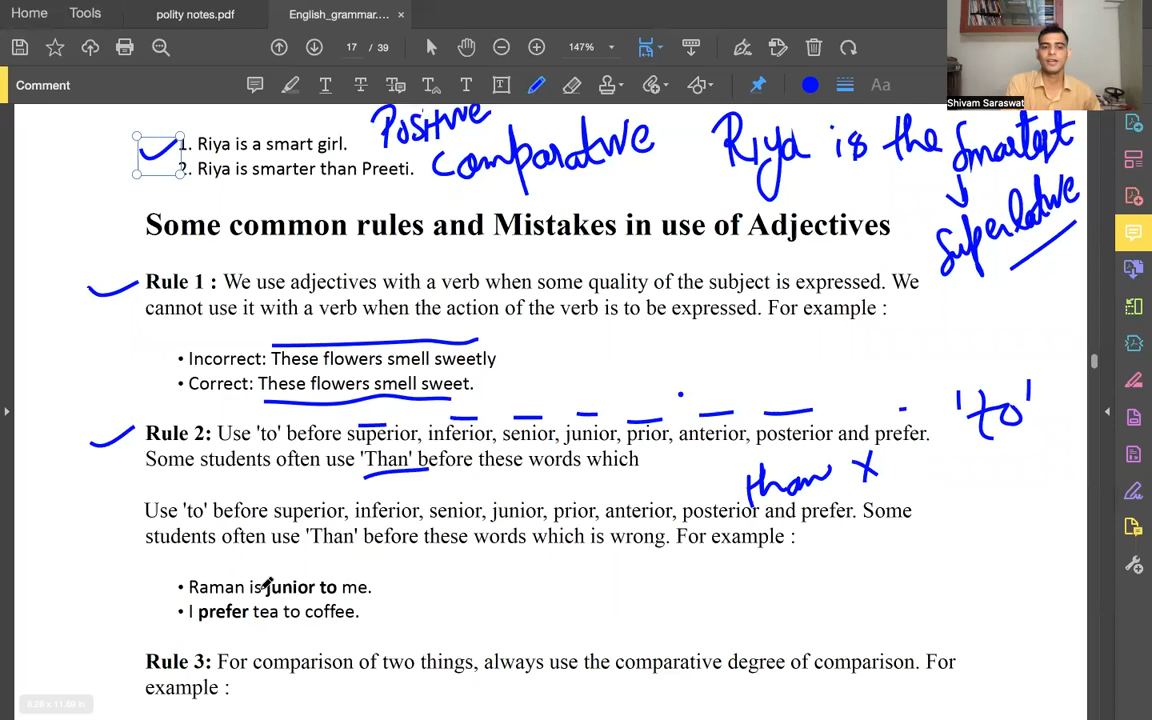 Home Tools polity notes.pdf English_grammar.... ×
17 / 39 147%
Comment Aa
Shivam Saraswat
Positive
comparative
Riya is the smartest
superlative
1. Riya is a smart girl.
2. Riya is smarter than Preeti.
Some common rules and Mistakes in use of Adjectives
Rule 1 : We use adjectives with a verb when some quality of the subject is expressed. We
cannot use it with a verb when the action of the verb is to be expressed. For example :
• Incorrect: These flowers smell sweetly
• Correct: These flowers smell sweet.
'to'
Rule 2: Use 'to' before superior, inferior, senior, junior, prior, anterior, posterior and prefer.
Some students often use 'Than' before these words which
than ×
Use 'to' before superior, inferior, senior, junior, prior, anterior, posterior and prefer. Some
students often use 'Than' before these words which is wrong. For example :
• Raman is junior to me.
• I prefer tea to coffee.
Rule 3: For comparison of two things, always use the comparative degree of comparison. For
example :
8.28 x 11.69 in